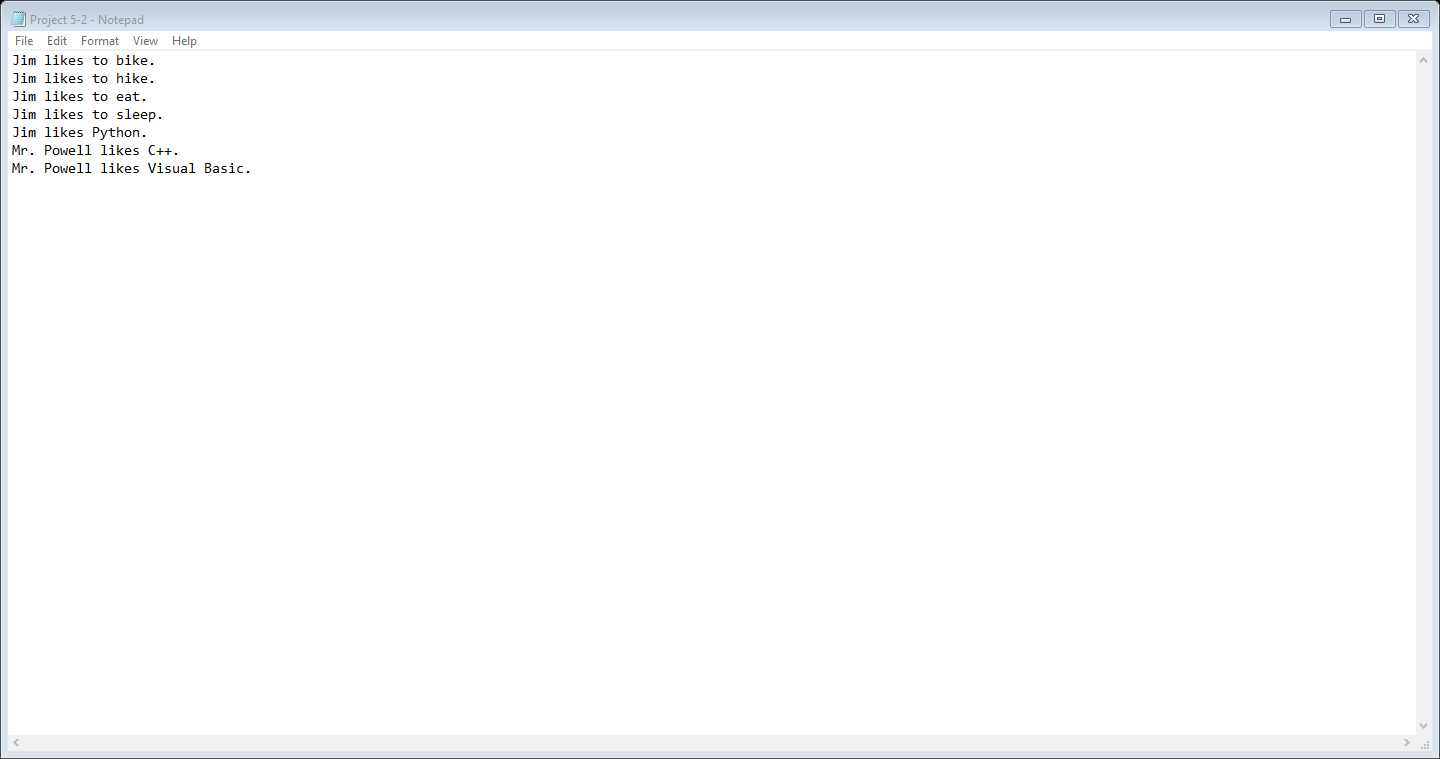 Project 5-2 - Notepad
File Edit Format View Help
Jim likes to bike.
Jim likes to hike.
Jim likes to eat.
Jim likes to sleep.
Jim likes Python.
Mr. Powell likes C++.
Mr. Powell likes Visual Basic.